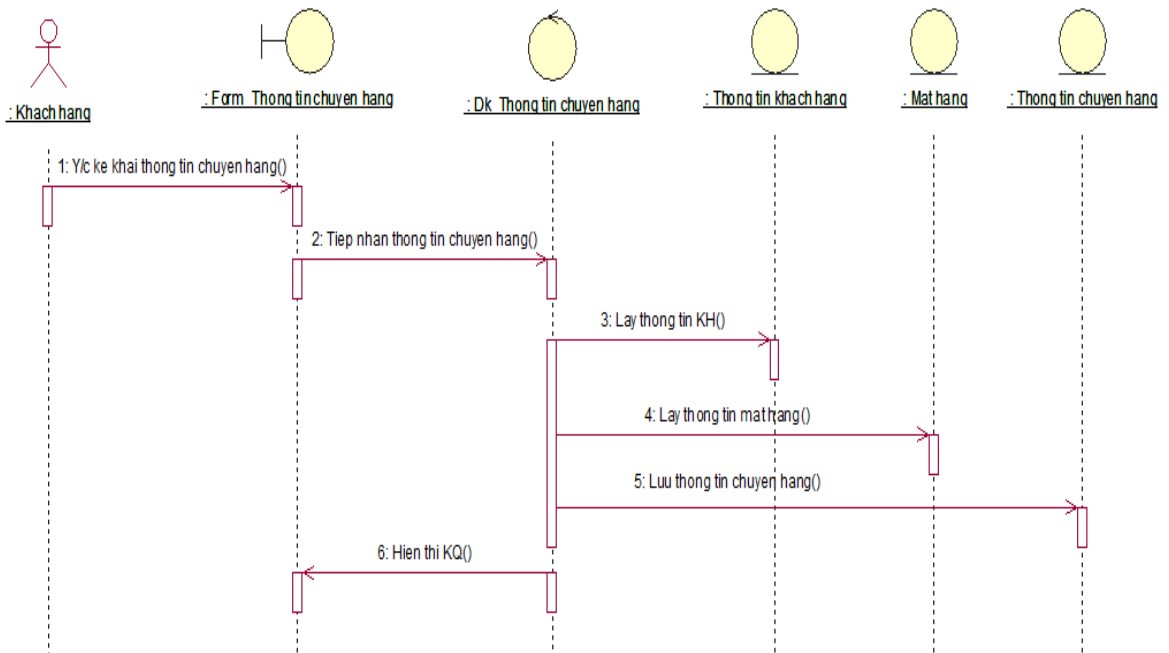 : Khach hang
: Form_Thong tin chuyen hang
: Dk_Thong tin chuyen hang
: Thong tin khach hang
: Mat hang
: Thong tin chuyen hang
1: Y/c ke khai thong tin chuyen hang()
2: Tiep nhan thong tin chuyen hang()
3: Lay thong tin KH()
4: Lay thong tin mat hang()
5: Luu thong tin chuyen hang()
6: Hien thi KQ()